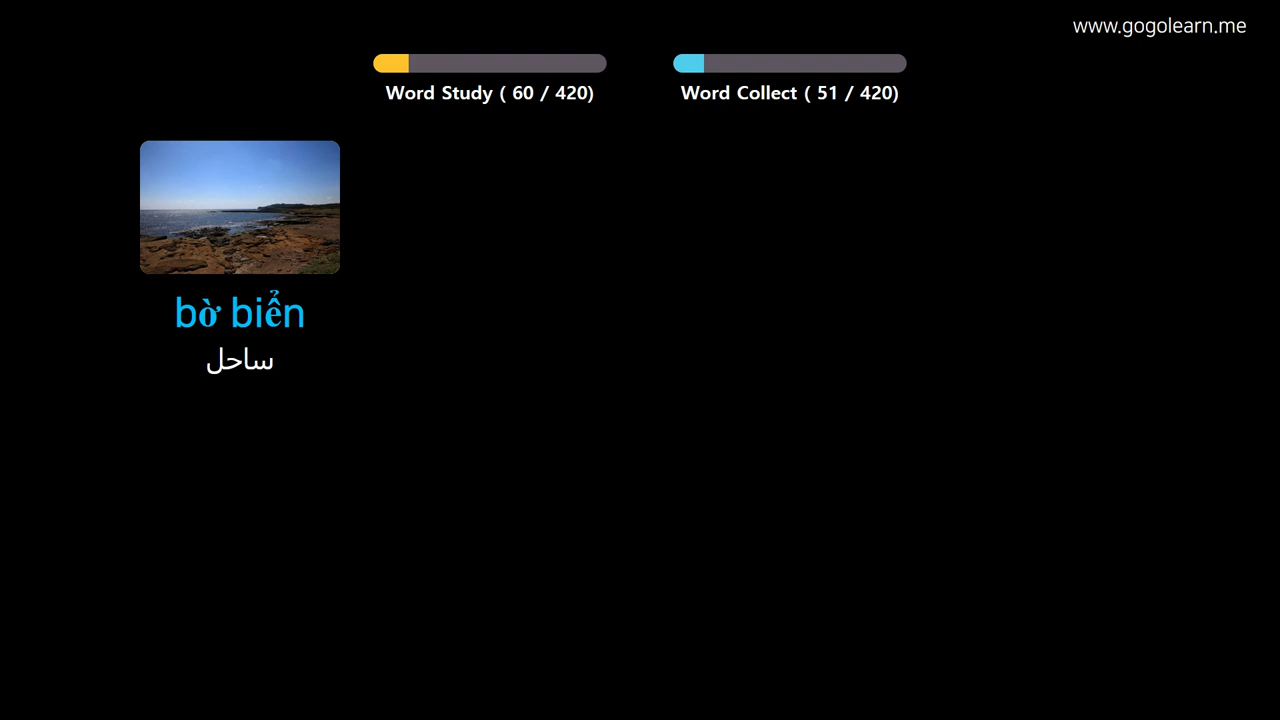 www.gogolearn.me
Word Study ( 60 / 420)
Word Collect ( 51 / 420)
bờ biển
ساحل